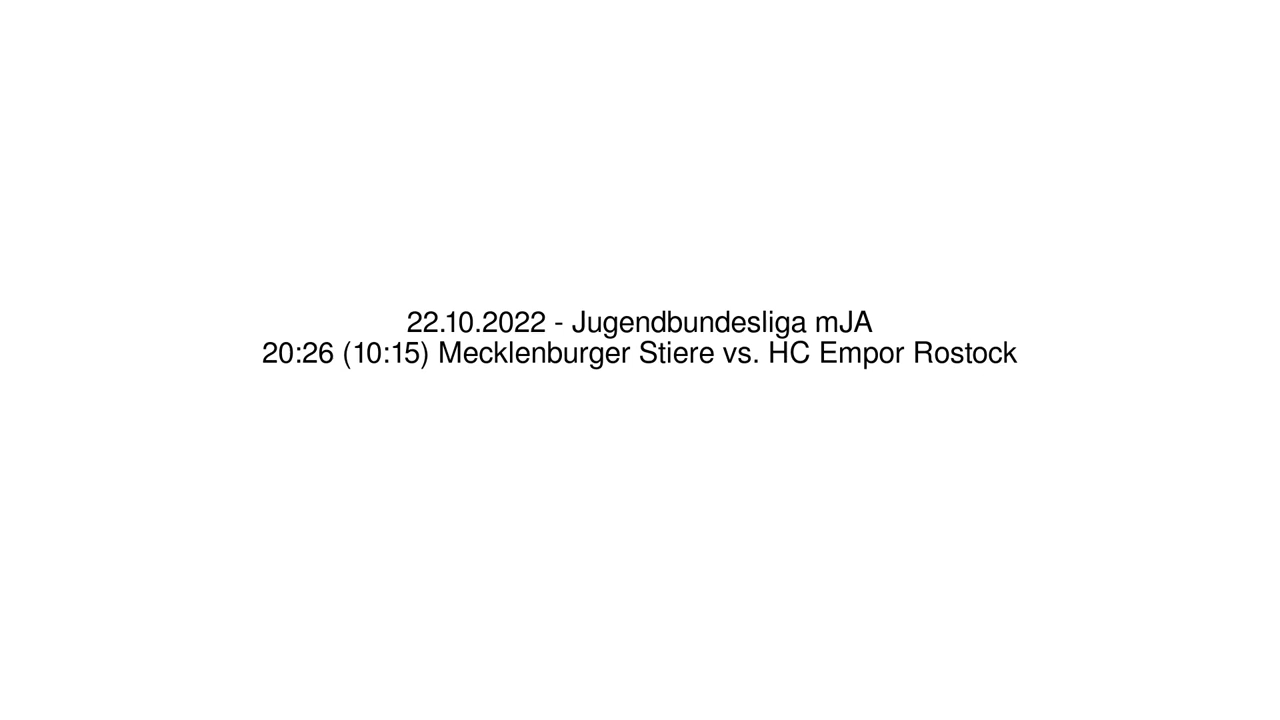 22.10.2022 - Jugendbundesliga mJA
20:26 (10:15) Mecklenburger Stiere vs. HC Empor Rostock